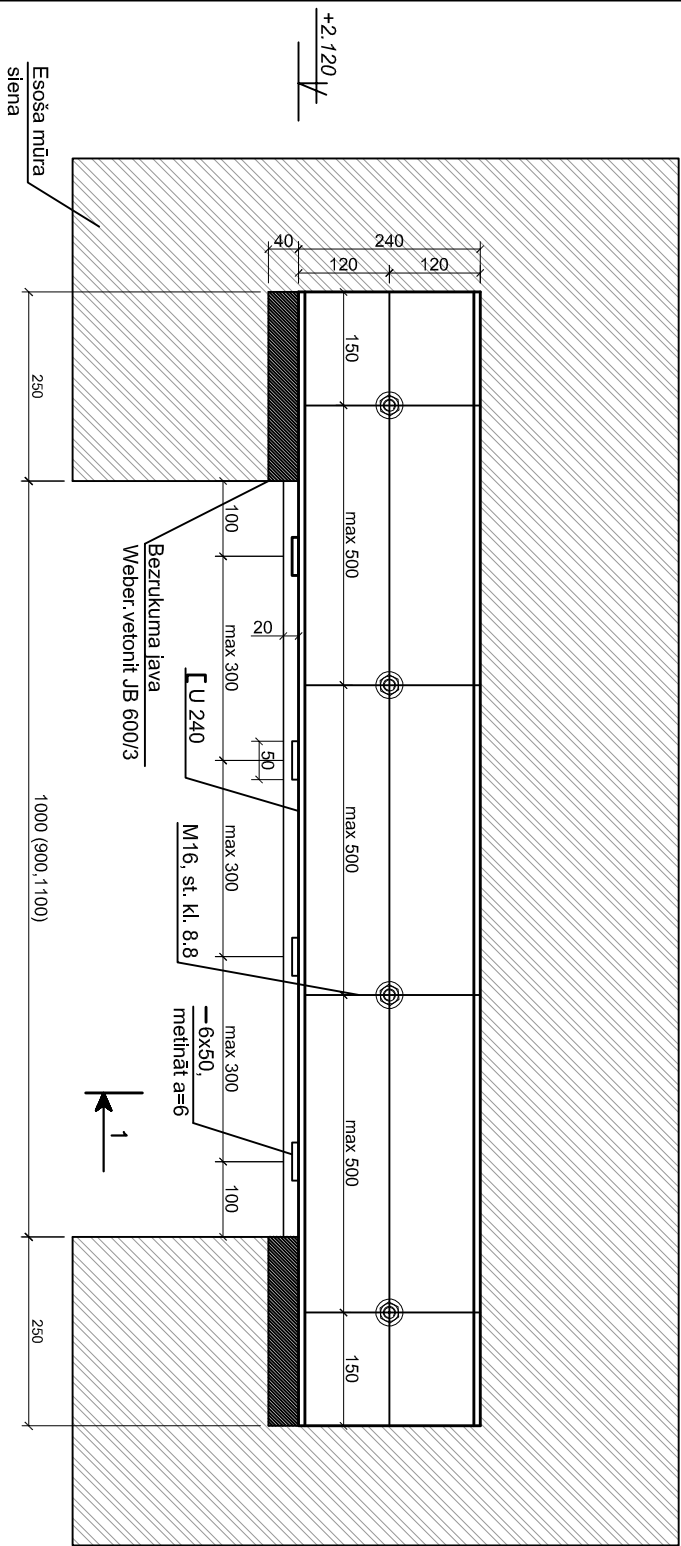 +2.120
Esoša mūra
siena
40
240
120
120
150
max 500
max 500
max 500
150
250
100
max 300
max 300
max 300
100
20
50
Bezrukuma java
Weber.vetonit JB 600/3
U 240
M16, st. kl. 8.8
6x50,
metināt a=6
1
1000 (900,1100)
250